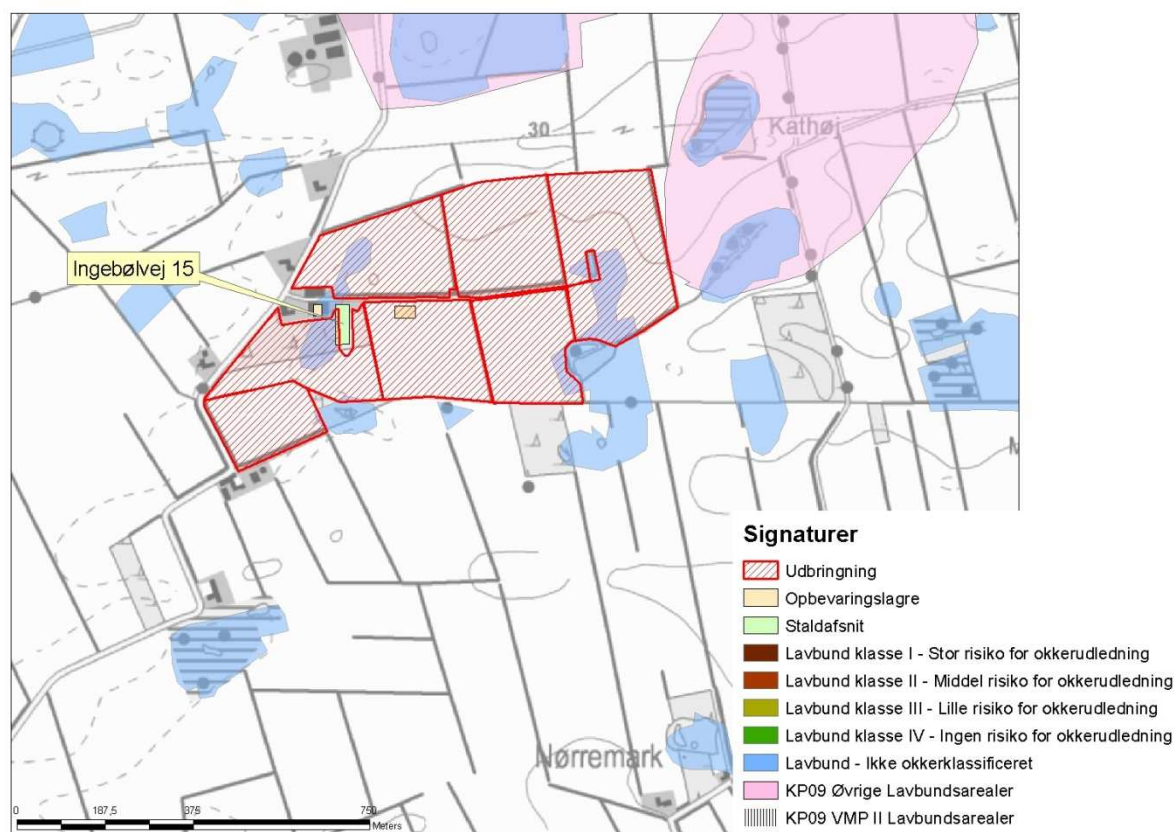 30
Kathøj
Ingebølvej 15
M
Nørremark
0
187,5
375
750
Meters
Signaturer
Udbringning
Opbevaringslagre
Staldafsnit
Lavbund klasse I - Stor risiko for okkerudledning
Lavbund klasse II - Middel risiko for okkerudledning
Lavbund klasse III - Lille risiko for okkerudledning
Lavbund klasse IV - Ingen risiko for okkerudledning
Lavbund - Ikke okkerklassificeret
KP09 Øvrige Lavbundsarealer
KP09 VMP II Lavbundsarealer